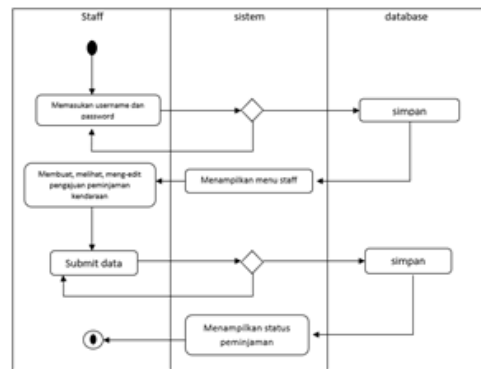 Staff
sistem
database
Memasukan username dan
password
simpan
Membuat, melihat, meng-edit
pengajuan peminjaman
kendaraan
Menampilkan menu staff
Submit data
simpan
Menampilkan status
peminjaman